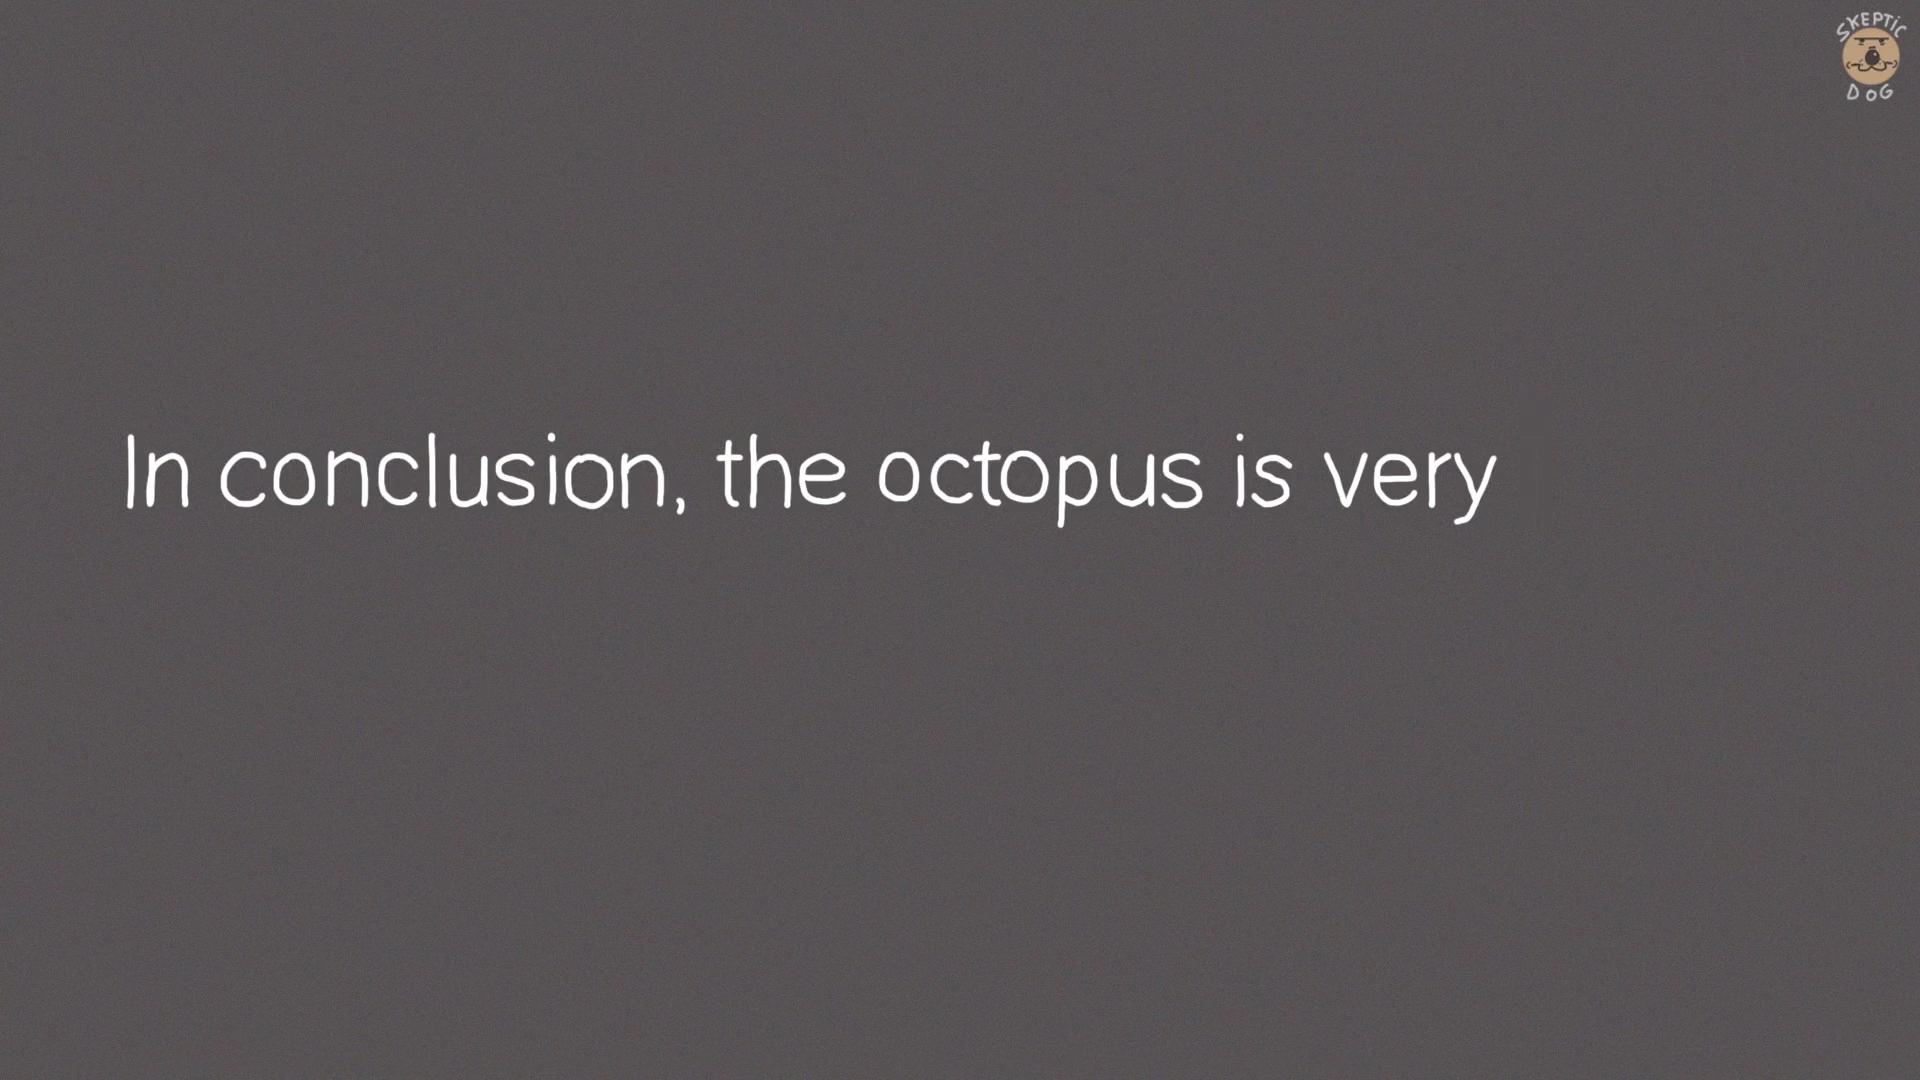 SKEPTIC
DOG
In conclusion, the octopus is very